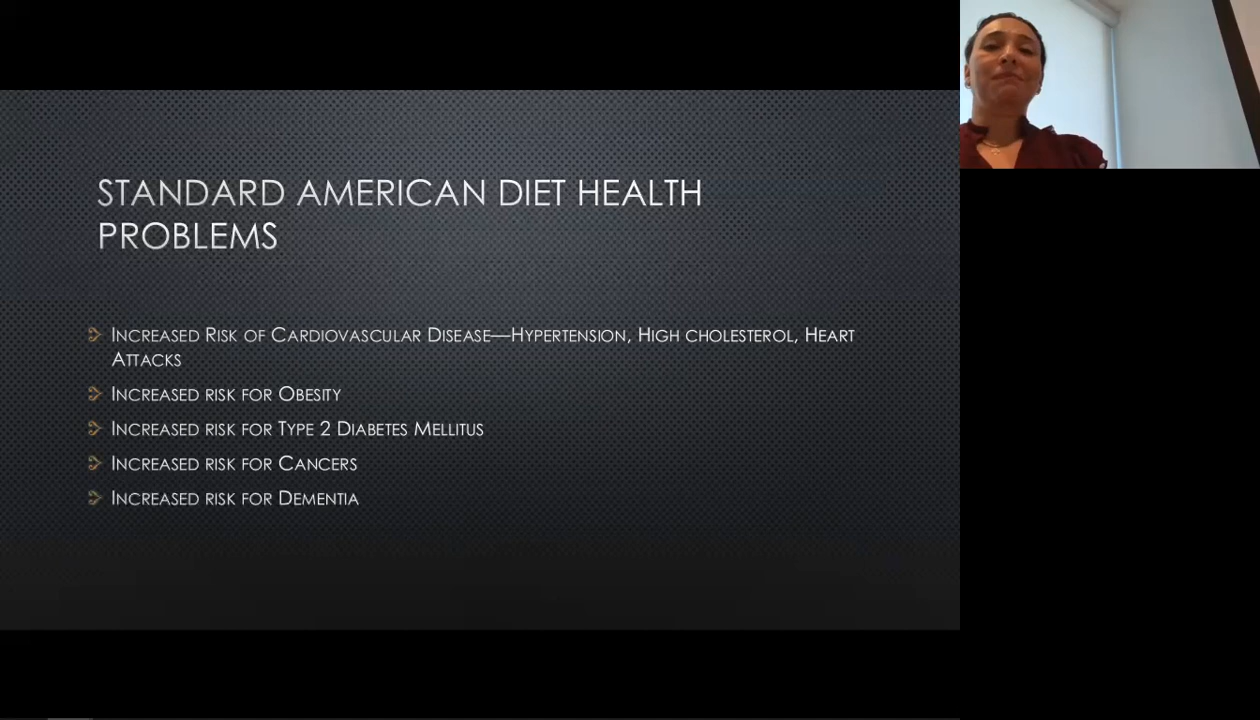 STANDARD AMERICAN DIET HEALTH
PROBLEMS
INCREASED RISK OF CARDIOVASCULAR DISEASE—HYPERTENSION, HIGH CHOLESTEROL, HEART
ATTACKS
INCREASED RISK FOR OBESITY
INCREASED RISK FOR TYPE 2 DIABETES MELLITUS
INCREASED RISK FOR CANCERS
INCREASED RISK FOR DEMENTIA